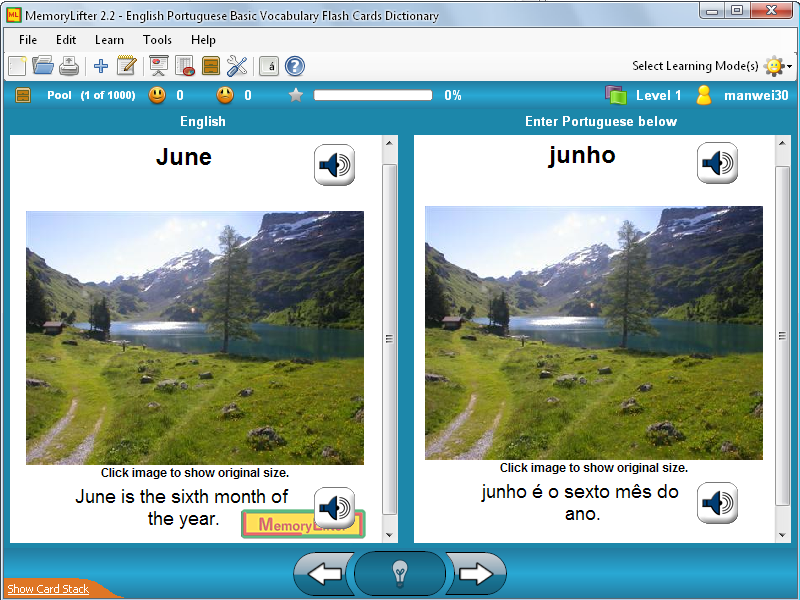 MemoryLifter 2.2 - English Portuguese Basic Vocabulary Flash Cards Dictionary
File Edit Learn Tools Help
á ?
Select Learning Mode(s)
Pool (1 of 1000) 0 0 0% Level 1 manwei30
English
June
Click image to show original size.
June is the sixth month of
the year.
MemoryLifter
Enter Portuguese below
junho
Click image to show original size.
junho é o sexto mês do
ano.
Show Card Stack